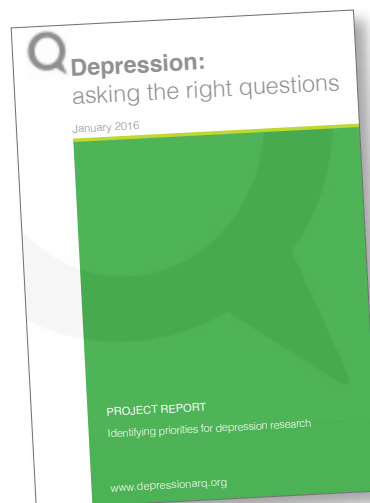 Depression:
asking the right questions
January 2016
PROJECT REPORT
Identifying priorities for depression research
www.depressionarq.org